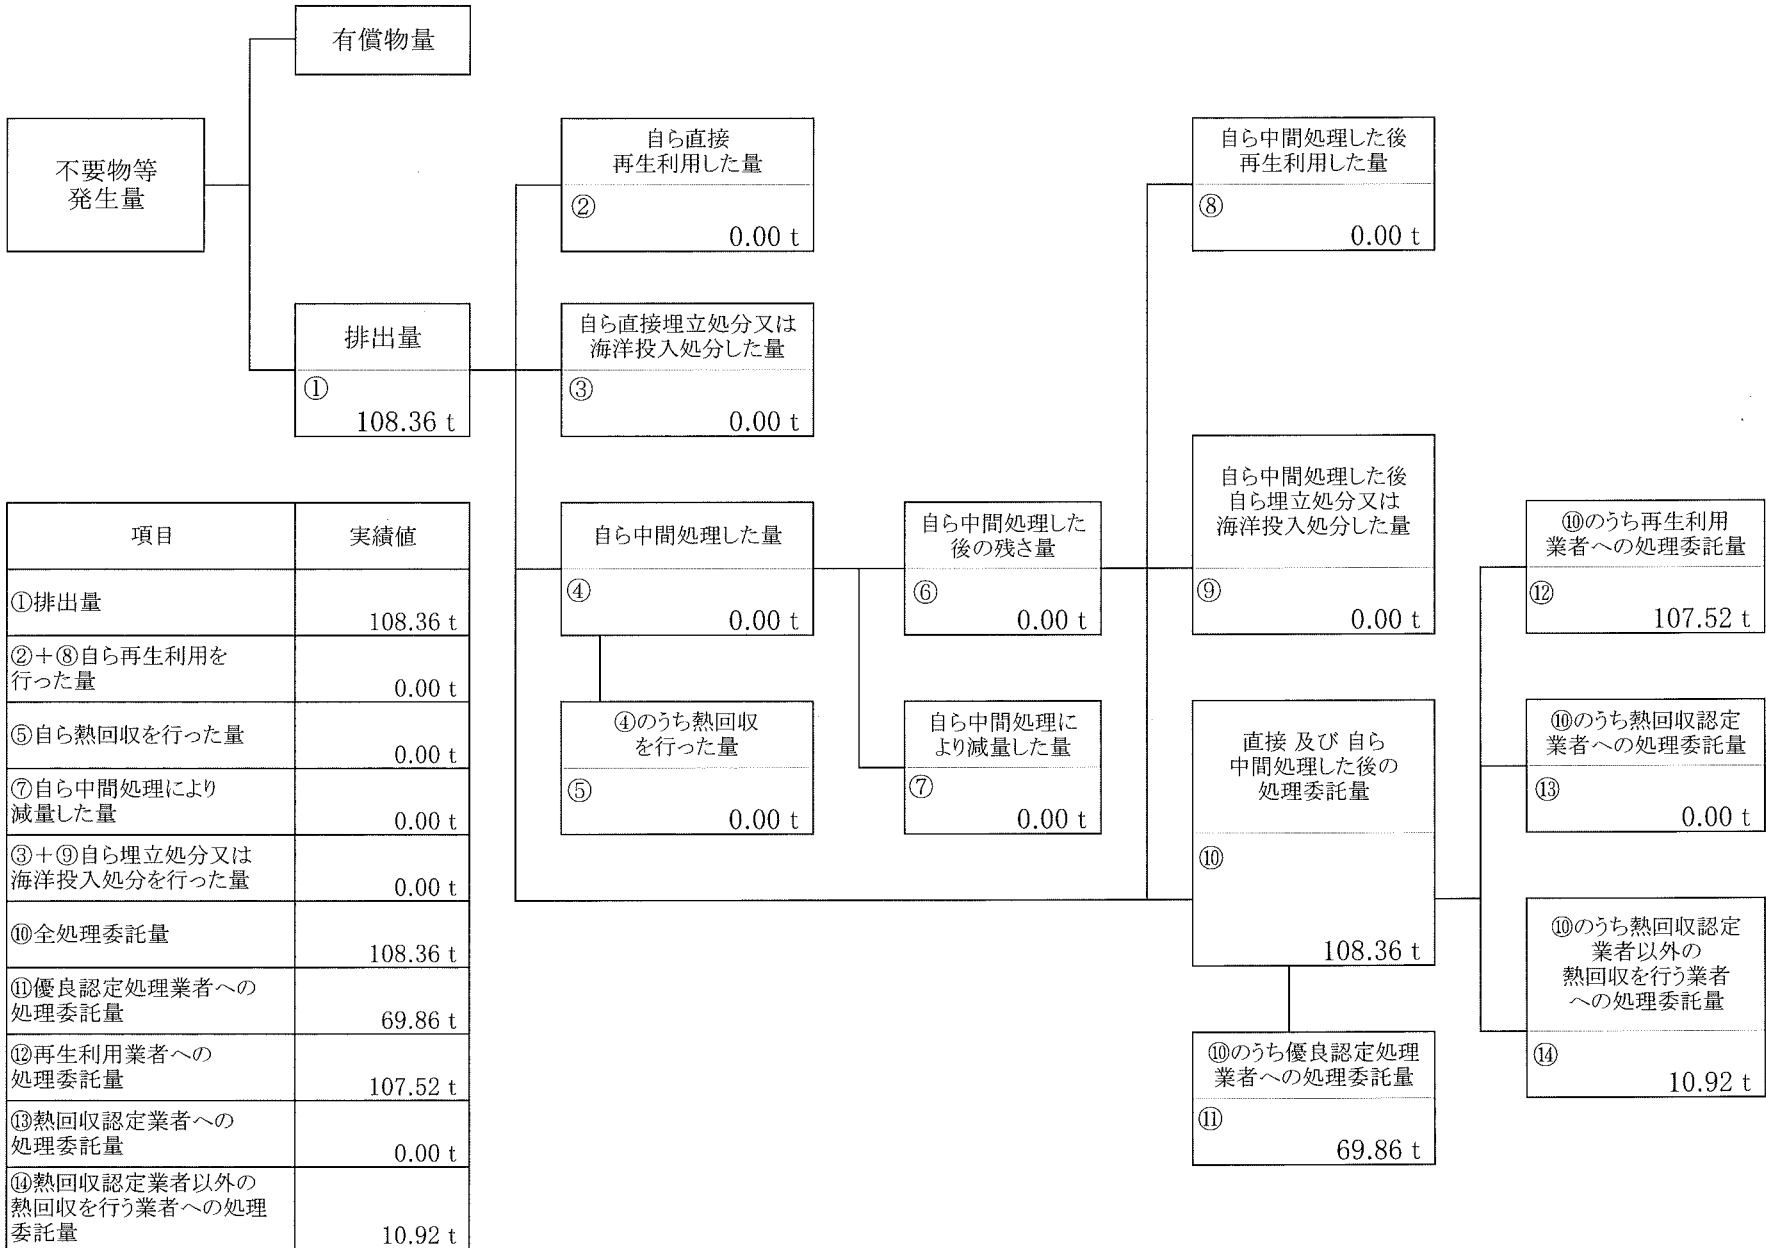 有償物量
不要物等
発生量
排出量
①
108.36 t
自ら直接
再生利用した量
②
0.00 t
自ら直接埋立処分又は
海洋投入処分した量
③
0.00 t
自ら中間処理した量
④
0.00 t
④のうち熱回収
を行った量
⑤
0.00 t
自ら中間処理した
後の残さ量
⑥
0.00 t
自ら中間処理に
より減量した量
⑦
0.00 t
自ら中間処理した後
再生利用した量
⑧
0.00 t
自ら中間処理した後
自ら埋立処分又は
海洋投入処分した量
⑨
0.00 t
直接 及び 自ら
中間処理した後の
処理委託量
⑩
108.36 t
⑩のうち優良認定処理
業者への処理委託量
⑪
69.86 t
⑩のうち再生利用
業者への処理委託量
⑫
107.52 t
⑩のうち熱回収認定
業者への処理委託量
⑬
0.00 t
⑩のうち熱回収認定
業者以外の
熱回収を行う業者
への処理委託量
⑭
10.92 t
項目 実績値
①排出量
108.36 t
②+⑧自ら再生利用を
行った量
0.00 t
⑤自ら熱回収を行った量
0.00 t
⑦自ら中間処理により
減量した量
0.00 t
③+⑨自ら埋立処分又は
海洋投入処分を行った量
0.00 t
⑩全処理委託量
108.36 t
⑪優良認定処理業者への
処理委託量
69.86 t
⑫再生利用業者への
処理委託量
107.52 t
⑬熱回収認定業者への
処理委託量
0.00 t
⑭熱回収認定業者以外の
熱回収を行う業者への処理
委託量
10.92 t